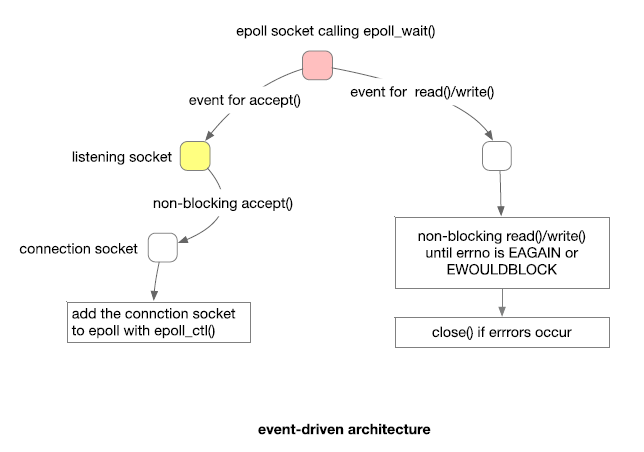 epoll socket calling epoll_wait()
event for accept()
event for read()/write()
listening socket
non-blocking accept()
connection socket
non-blocking read()/write()
until errno is EAGAIN or
EWOULDBLOCK
add the connction socket
to epoll with epoll_ctl()
close() if errrors occur
event-driven architecture